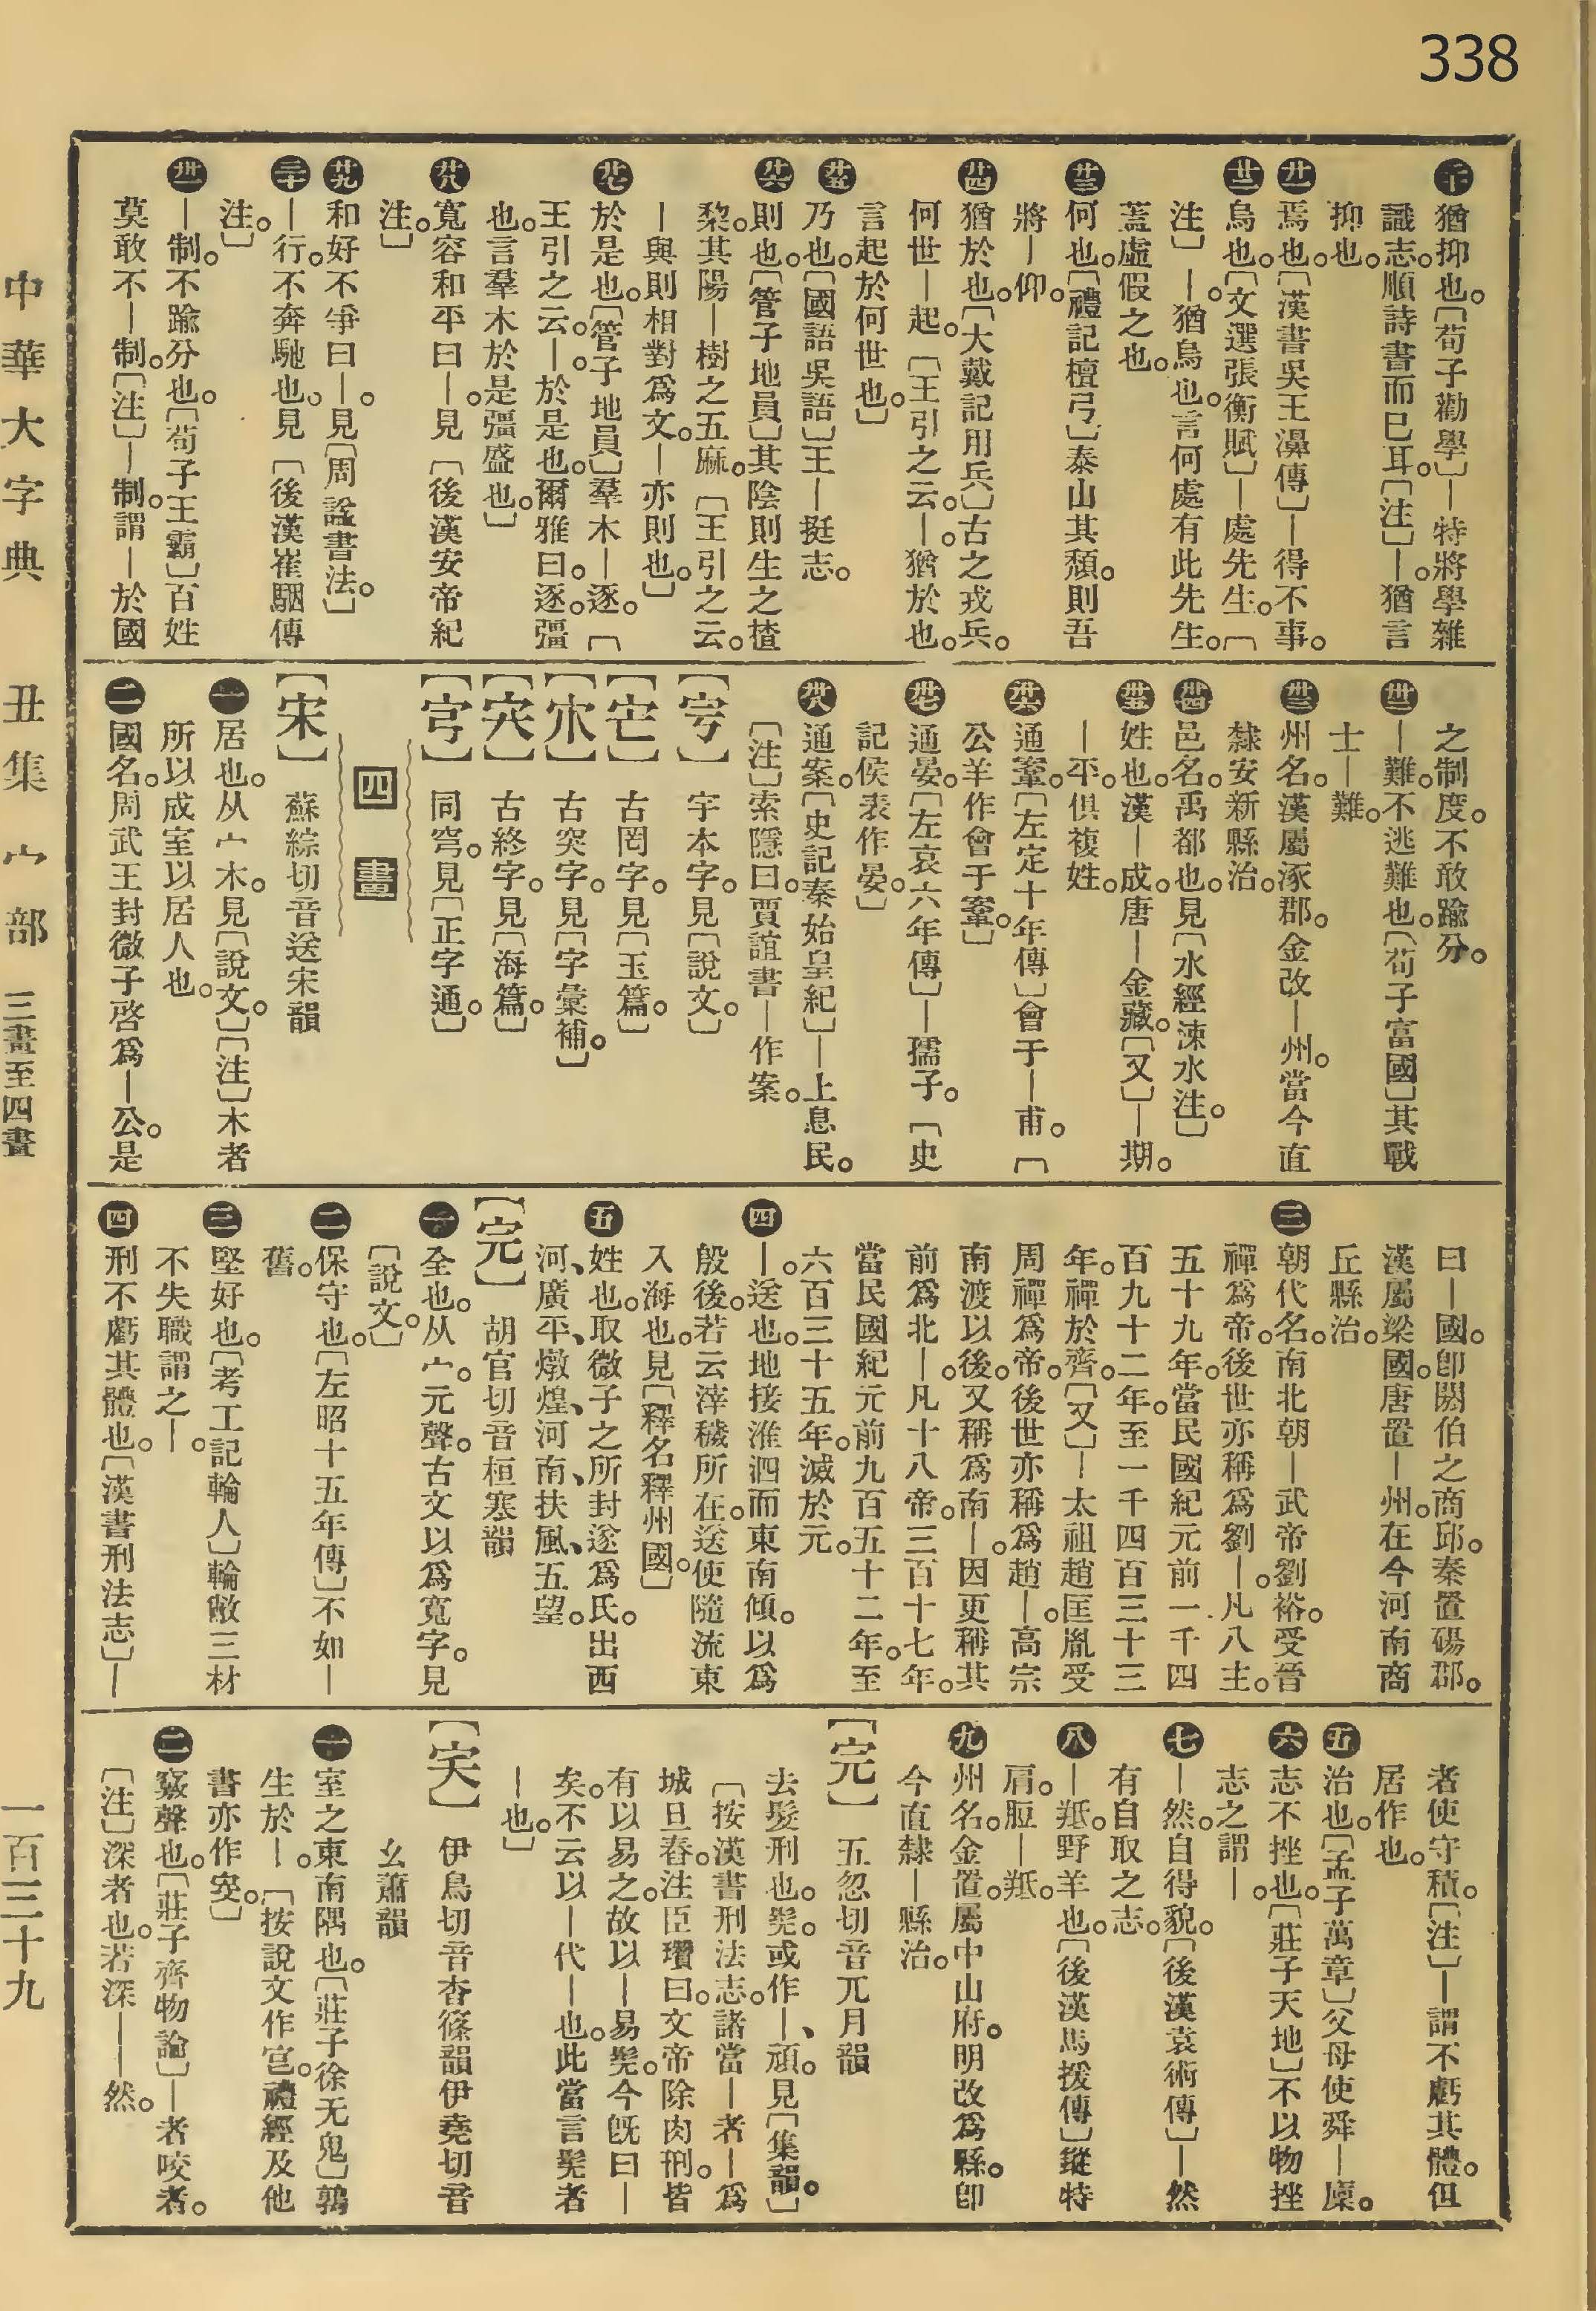 338
二十 猶抑也。〔荀子勸學〕—特將學雜
識志。順詩書而已耳。〔注〕—猶言
抑也。
廿一 焉也。〔漢書吳王濞傳〕—得不事。
廿二 烏也。〔文選張衡賦〕—處先生。〔
注〕—猶烏也。言何處有此先生。
蓋虛假之也。
廿三 何也。〔禮記檀弓〕泰山其頹。則吾
將—仰。
廿四 猶於也。〔大戴記用兵〕古之戎兵。
何世—起。〔王引之云。—。猶於也。
言起於何世也。〕
廿五 乃也。〔國語吳語〕王—挺志。
廿六 則也。〔管子地員〕其陰則生之楂
棃。其陽—樹之五麻。〔王引之云。
—與則相對爲文。—亦則也。〕
廿七 於是也。〔管子地員〕羣木—逐。〔
王引之云。—。於是也。爾雅曰。逐。彊
也。言羣木於是彊盛也。〕
廿八 寬容和平曰—。見〔後漢安帝紀
注。〕
廿九 和好不爭曰—。見〔周書諡法。〕
三十 —行。不奔馳也。見〔後漢崔駰傳
注。〕
卅一 —制。不踰分也。〔荀子王霸〕百姓
莫敢不—制。〔注〕—制。謂—於國
之制度。不敢踰分。
卅二 —難。不逃難也。〔荀子富國〕其戰
士—難。
卅三 州名。漢屬涿郡。金改—州。當今直
隸安新縣治。
卅四 邑名。禹都也。見〔水經涑水注。〕
卅五 姓也。漢—成。唐—金藏。〔又〕—期。
—平。俱複姓。
卅六 通鞌。〔左定十年傳〕會于—甫。〔
公羊作會于鞌。〕
卅七 通晏。〔左哀六年傳〕—孺子。〔史
記侯表作晏。〕
卅八 通案。〔史記秦始皇紀〕—上息民。
〔注〕索隱曰。賈誼書—作案。
〔㝍〕 宇本字。見〔說文。〕
〔㝎〕 古罔字。見〔玉篇。〕
古突字。見〔字彙補。〕
古終字。見〔海篇。〕
同穹。見〔正字通。〕
四畫
〔宋〕 蘇綜切音送宋韻
一 居也。从宀木。見〔說文。〕〔注〕木者
所以成室以居人也。
二 國名。周武王封微子啓爲—公。是
曰—國。卽閼伯之商邱。秦置碭郡。
漢屬梁國。唐置—州。在今河南商
丘縣治。
三 朝代名。南北朝—武帝劉裕。受晉
禪爲帝。後世亦稱爲劉—。凡八主。
五十九年。當民國紀元前一千四
百九十二年。至一千四百三十三
年。禪於齊。〔又〕—太祖趙匡胤受
周禪爲帝。後世亦稱爲趙—。高宗
南渡以後。又稱爲南—。因更稱其
前爲北—。凡十八帝。三百十七年。
當民國紀元前九百五十二年。至
六百三十五年。滅於元。
四 —。送也。地接淮泗而東南傾。以爲
殷後。若云滓穢所在。送使隨流東
入海也。見〔釋名釋州國。〕
五 姓也。取微子之所封遂爲氏。出西
河、廣平、燉煌、河南、扶風、五望。
〔完〕 胡官切音桓寒韻
一 全也。从宀。元聲。古文以爲寬字。見
〔說文。〕
二 保守也。〔左昭十五年傳〕不如—
舊。
三 堅好也。〔考工記輪人〕輪敝三材
不失職謂之—。
四 刑不虧其體也。〔漢書刑法志〕—
者使守積。〔注〕—謂不虧其體。但
居作也。
五 治也。〔孟子萬章〕父母使舜—廩。
六 志不挫也。〔莊子天地〕不以物挫
志之謂—。
七 —然。自得貌。〔後漢袁術傳〕—然
有自取之志。
八 —羝。野羊也。〔後漢馬援傳〕縱特
肩。脰—羝。
九 州名。金置。屬中山府。明改爲縣。卽
今直隸—縣治。
〔完〕 五忽切音兀月韻
去髮刑也。髡。或作—、頑。見〔集韻。〕
〔按漢書刑法志。諸當—者—爲
城旦舂。注臣瓚曰。文帝除肉刑。皆
有以易之。故以—易髡。今旣曰—
矣。不云以—代—也。此當言髡者
—也。〕
〔宎〕 伊鳥切音杳篠韻伊堯切音
幺蕭韻
一 室之東南隅也。〔莊子徐无鬼〕鶉
生於—。〔按說文作窔。禮經及他
書亦作窔。〕
二 竅聲也。〔莊子齊物論〕—者咬者。
〔注〕深者也。若深——然。
中華大字典 丑集 宀部 三畫至四畫 一百三十九